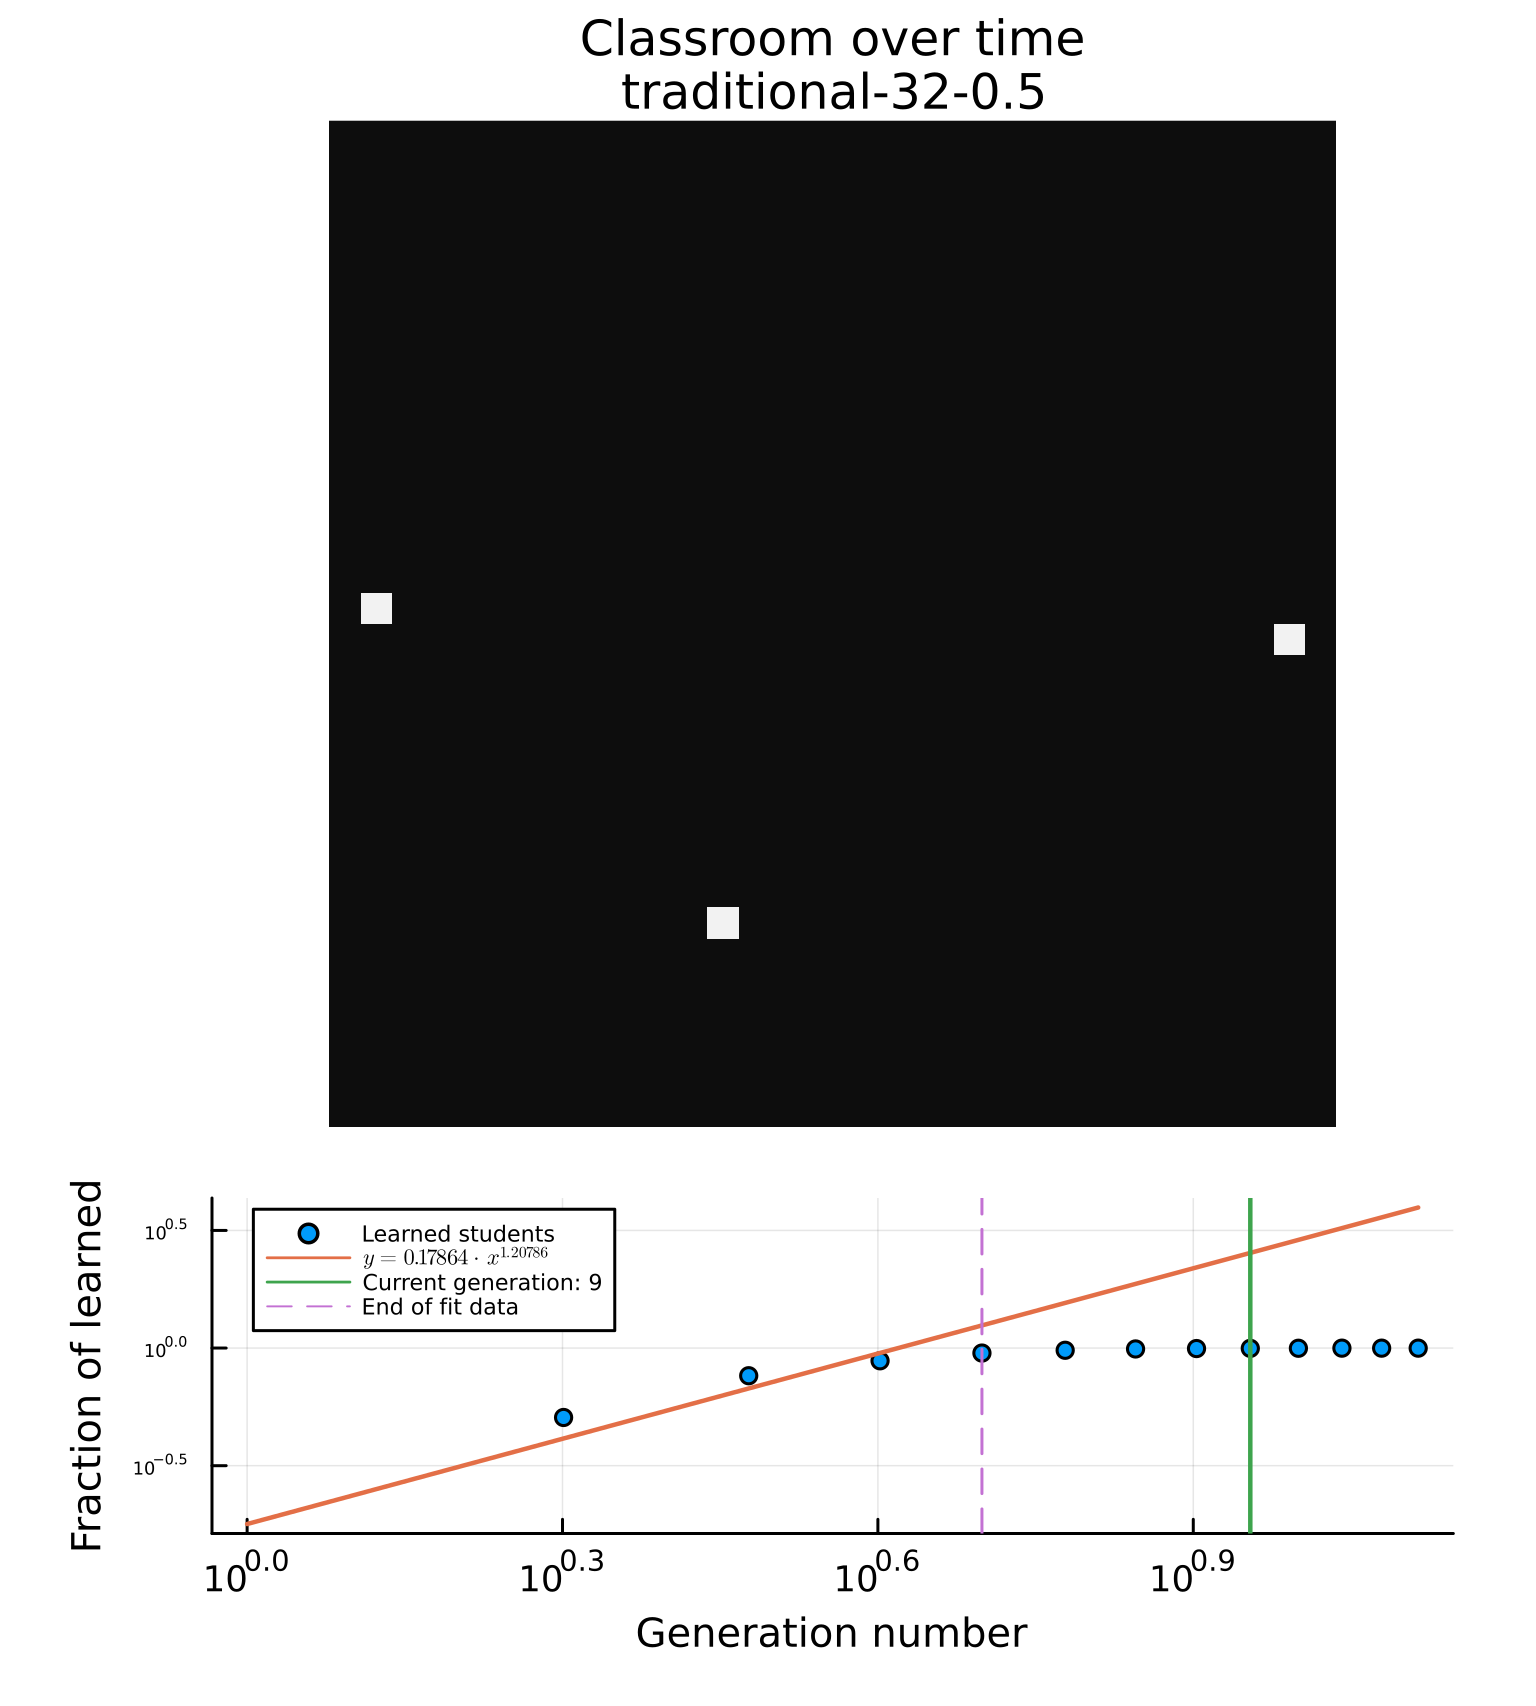 Classroom over time
traditional-32-0.5
Fraction of learned
10^0.5
10^0.0
10^−0.5
Learned students
y = 0.17864 · x^1.20786
Current generation: 9
End of fit data
10^0.0 10^0.3 10^0.6 10^0.9
Generation number